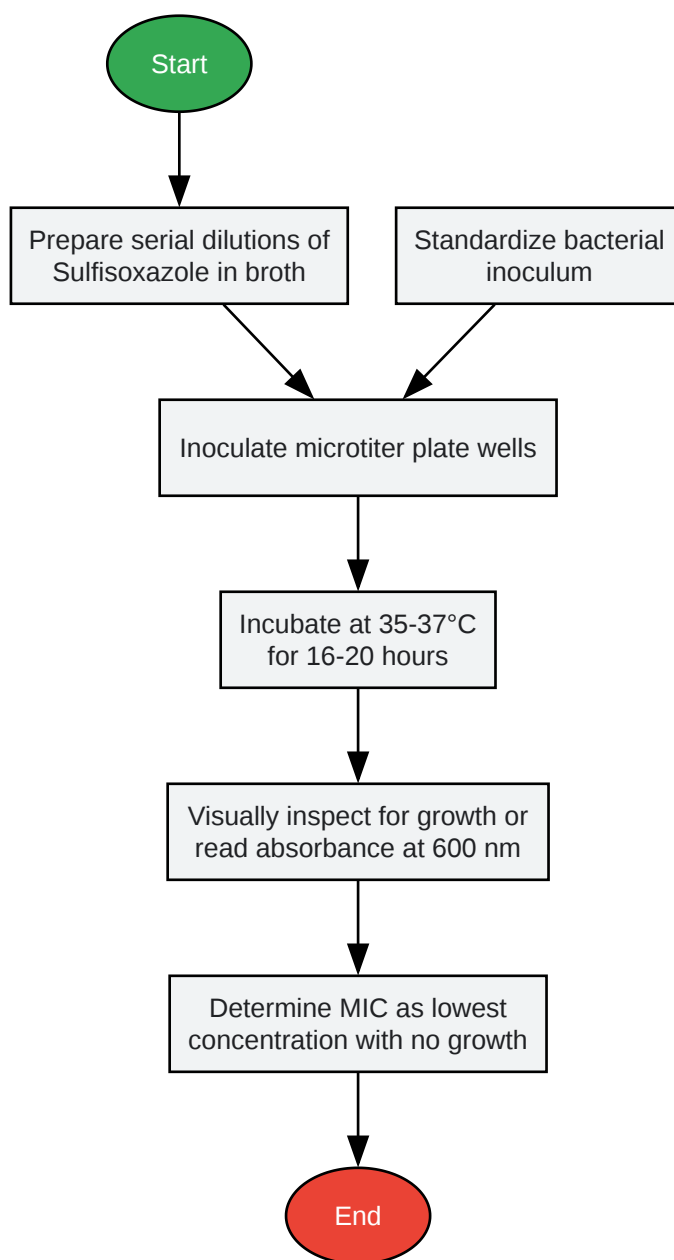 Start
Prepare serial dilutions of
Sulfisoxazole in broth
Standardize bacterial
inoculum
Inoculate microtiter plate wells
Incubate at 35-37°C
for 16-20 hours
Visually inspect for growth or
read absorbance at 600 nm
Determine MIC as lowest
concentration with no growth
End